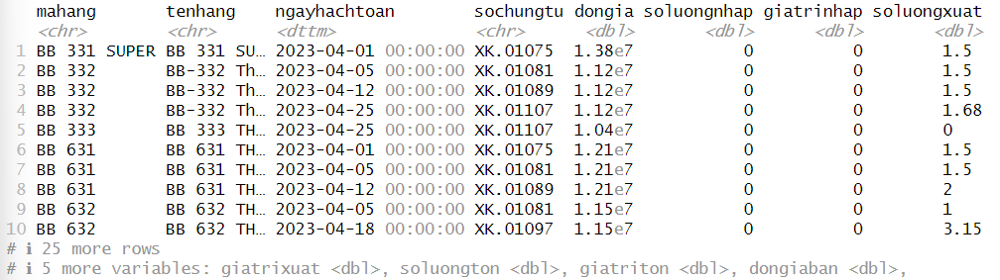 mahang tenhang ngayhachtoan sochungtu dongia soluongnhap giatrinhap soluongxuat
<chr> <chr> <dttm> <chr> <dbl> <dbl> <dbl> <dbl>
1 BB 331 SUPER BB 331 SU… 2023-04-01 00:00:00 XK.01075 1.38e7 0 0 1.5
2 BB 332 BB-332 Th… 2023-04-05 00:00:00 XK.01081 1.12e7 0 0 1.5
3 BB 332 BB-332 Th… 2023-04-12 00:00:00 XK.01089 1.12e7 0 0 1.5
4 BB 332 BB-332 Th… 2023-04-25 00:00:00 XK.01107 1.12e7 0 0 1.68
5 BB 333 BB 333 TH… 2023-04-25 00:00:00 XK.01107 1.04e7 0 0 0
6 BB 631 BB 631 TH… 2023-04-01 00:00:00 XK.01075 1.21e7 0 0 1.5
7 BB 631 BB 631 TH… 2023-04-05 00:00:00 XK.01081 1.21e7 0 0 1.5
8 BB 631 BB 631 TH… 2023-04-12 00:00:00 XK.01089 1.21e7 0 0 2
9 BB 632 BB 632 TH… 2023-04-05 00:00:00 XK.01081 1.15e7 0 0 1
10 BB 632 BB 632 TH… 2023-04-18 00:00:00 XK.01097 1.15e7 0 0 3.15
# ℹ 25 more rows
# ℹ 5 more variables: giatrixuat <dbl>, soluongton <dbl>, giatriton <dbl>, dongiaban <dbl>,